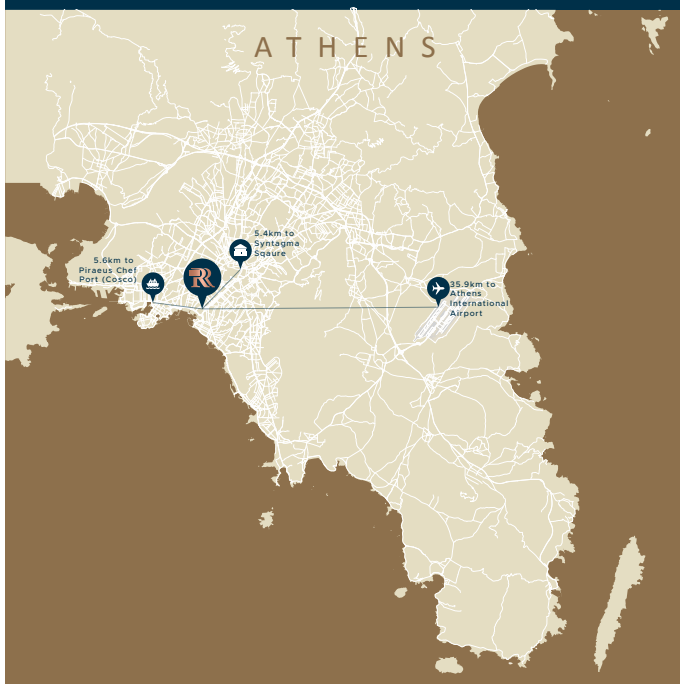 ATHENS
5.4km to
Syntagma
Sqaure
5.6km to
Piraeus Chef
Port (Cosco)
RR
35.9km to
Athens
International
Airport